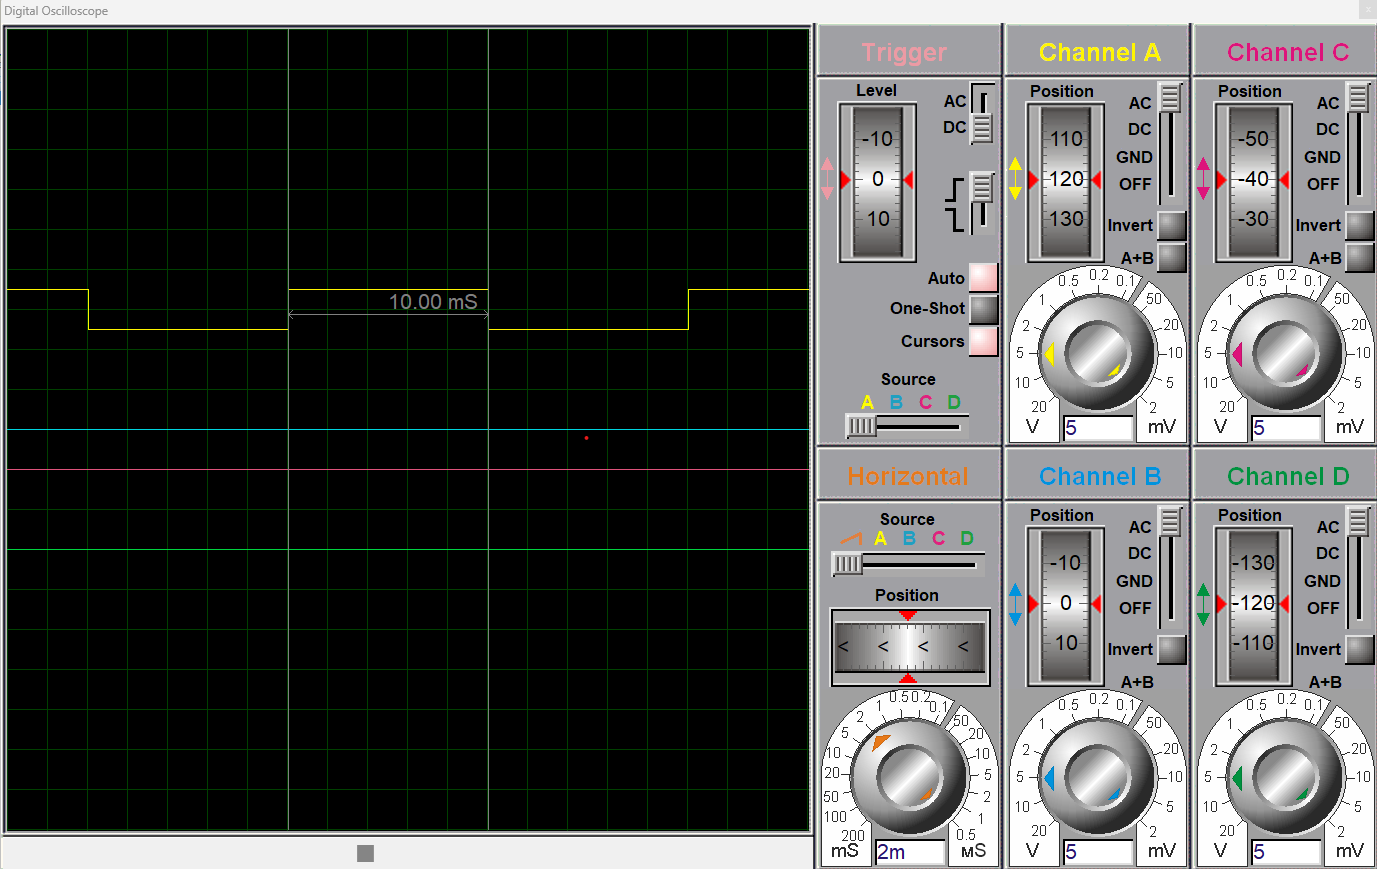 Digital Oscilloscope
x
10.00 mS
Trigger
Level
-10
0
10
AC
DC
Auto
One-Shot
Cursors
Source
A B C D
Channel A
Position
110
120
130
AC
DC
GND
OFF
Invert
A+B
20
10
5
2
1
0.5
0.2
0.1
50
20
10
5
2
V
5
mV
Channel C
Position
-50
-40
-30
AC
DC
GND
OFF
Invert
A+B
20
10
5
2
1
0.5
0.2
0.1
50
20
10
5
2
V
5
mV
Horizontal
Source
A B C D
Position
< < < <
200
100
50
20
10
5
2
1
0.5
0.2
0.1
50
20
10
5
2
1
0.5
mS
2m
мS
Channel B
Position
-10
0
10
AC
DC
GND
OFF
Invert
A+B
20
10
5
2
1
0.5
0.2
0.1
50
20
10
5
2
V
5
mV
Channel D
Position
-130
-120
-110
AC
DC
GND
OFF
Invert
A+B
20
10
5
2
1
0.5
0.2
0.1
50
20
10
5
2
V
5
mV